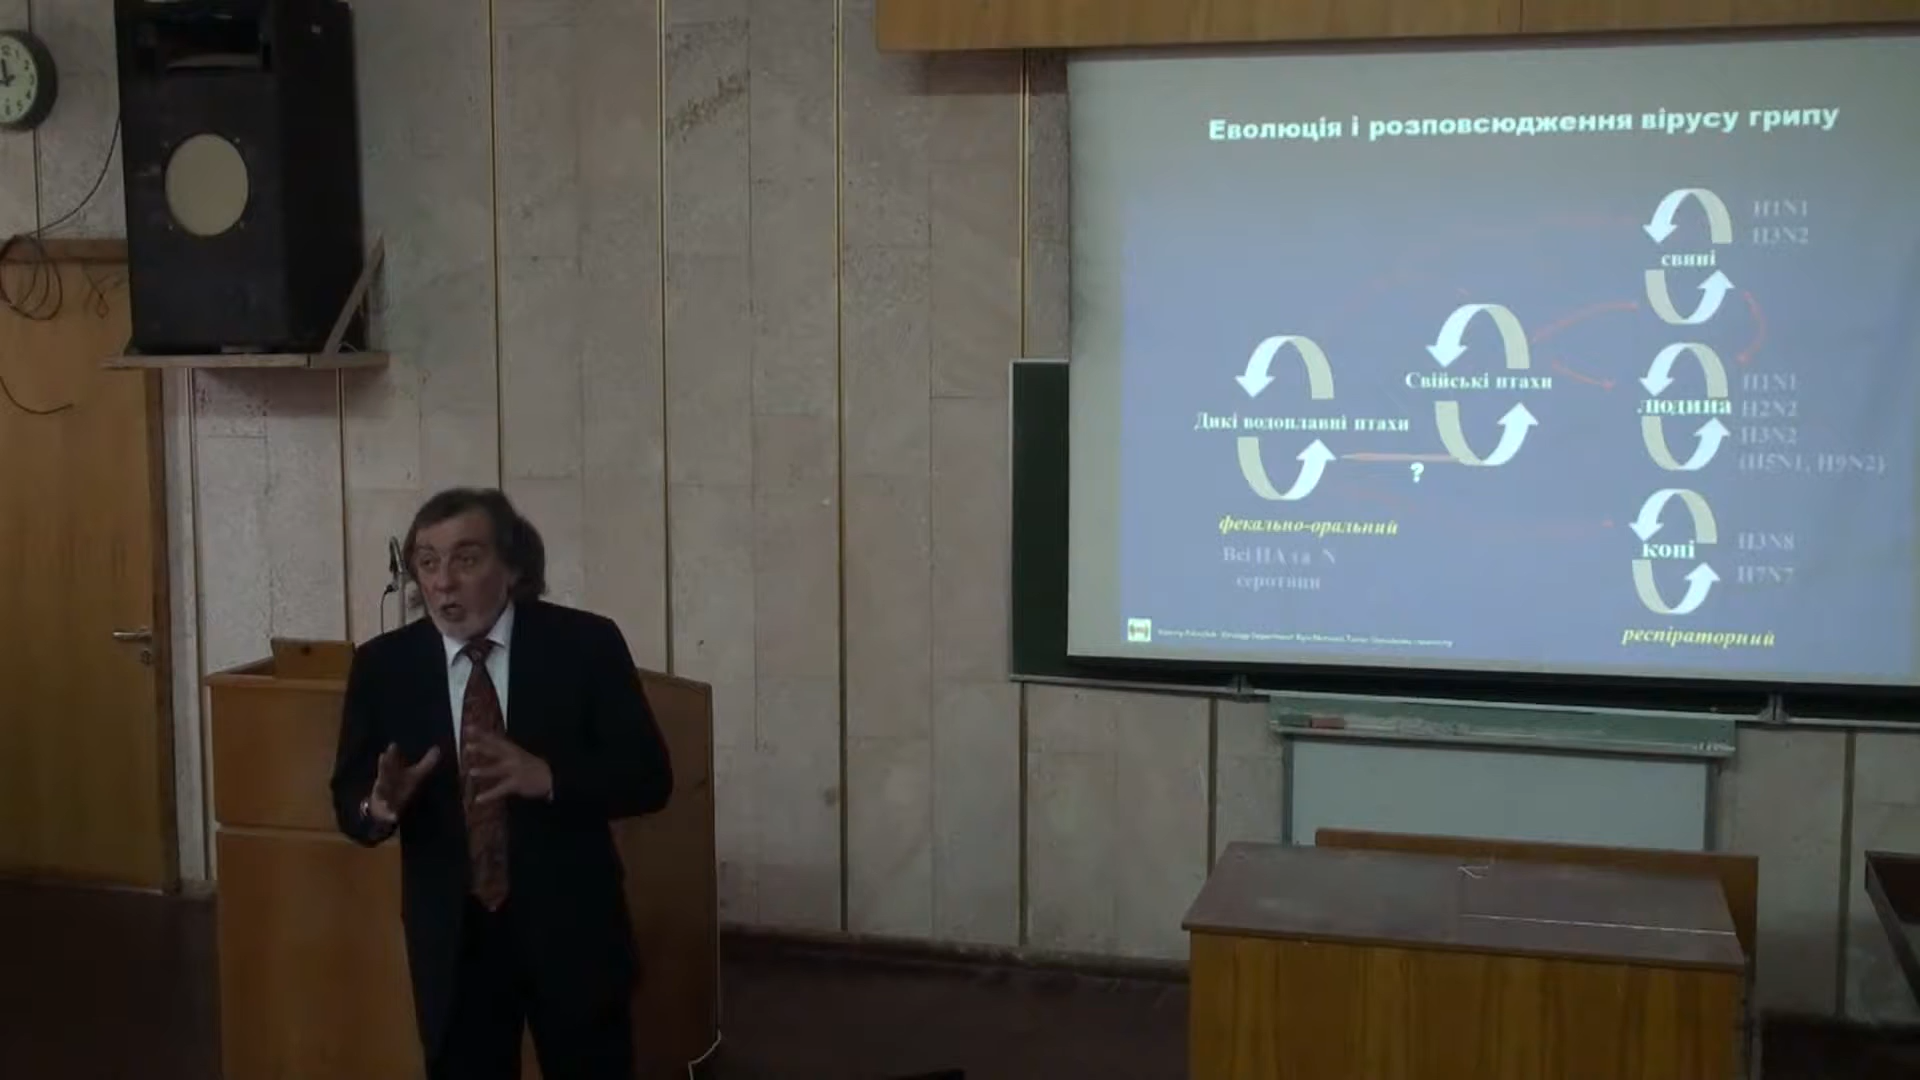 Еволюція і розповсюдження вірусу грипу
H1N1
H3N2
свині
Свійські птахи
Дикі водоплавні птахи
?
людина
H1N1
H2N2
H3N2
(H5N1, H9N2)
фекально-оральний
Всі НА та N
серотипи
коні
H3N8
H7N7
респіраторний